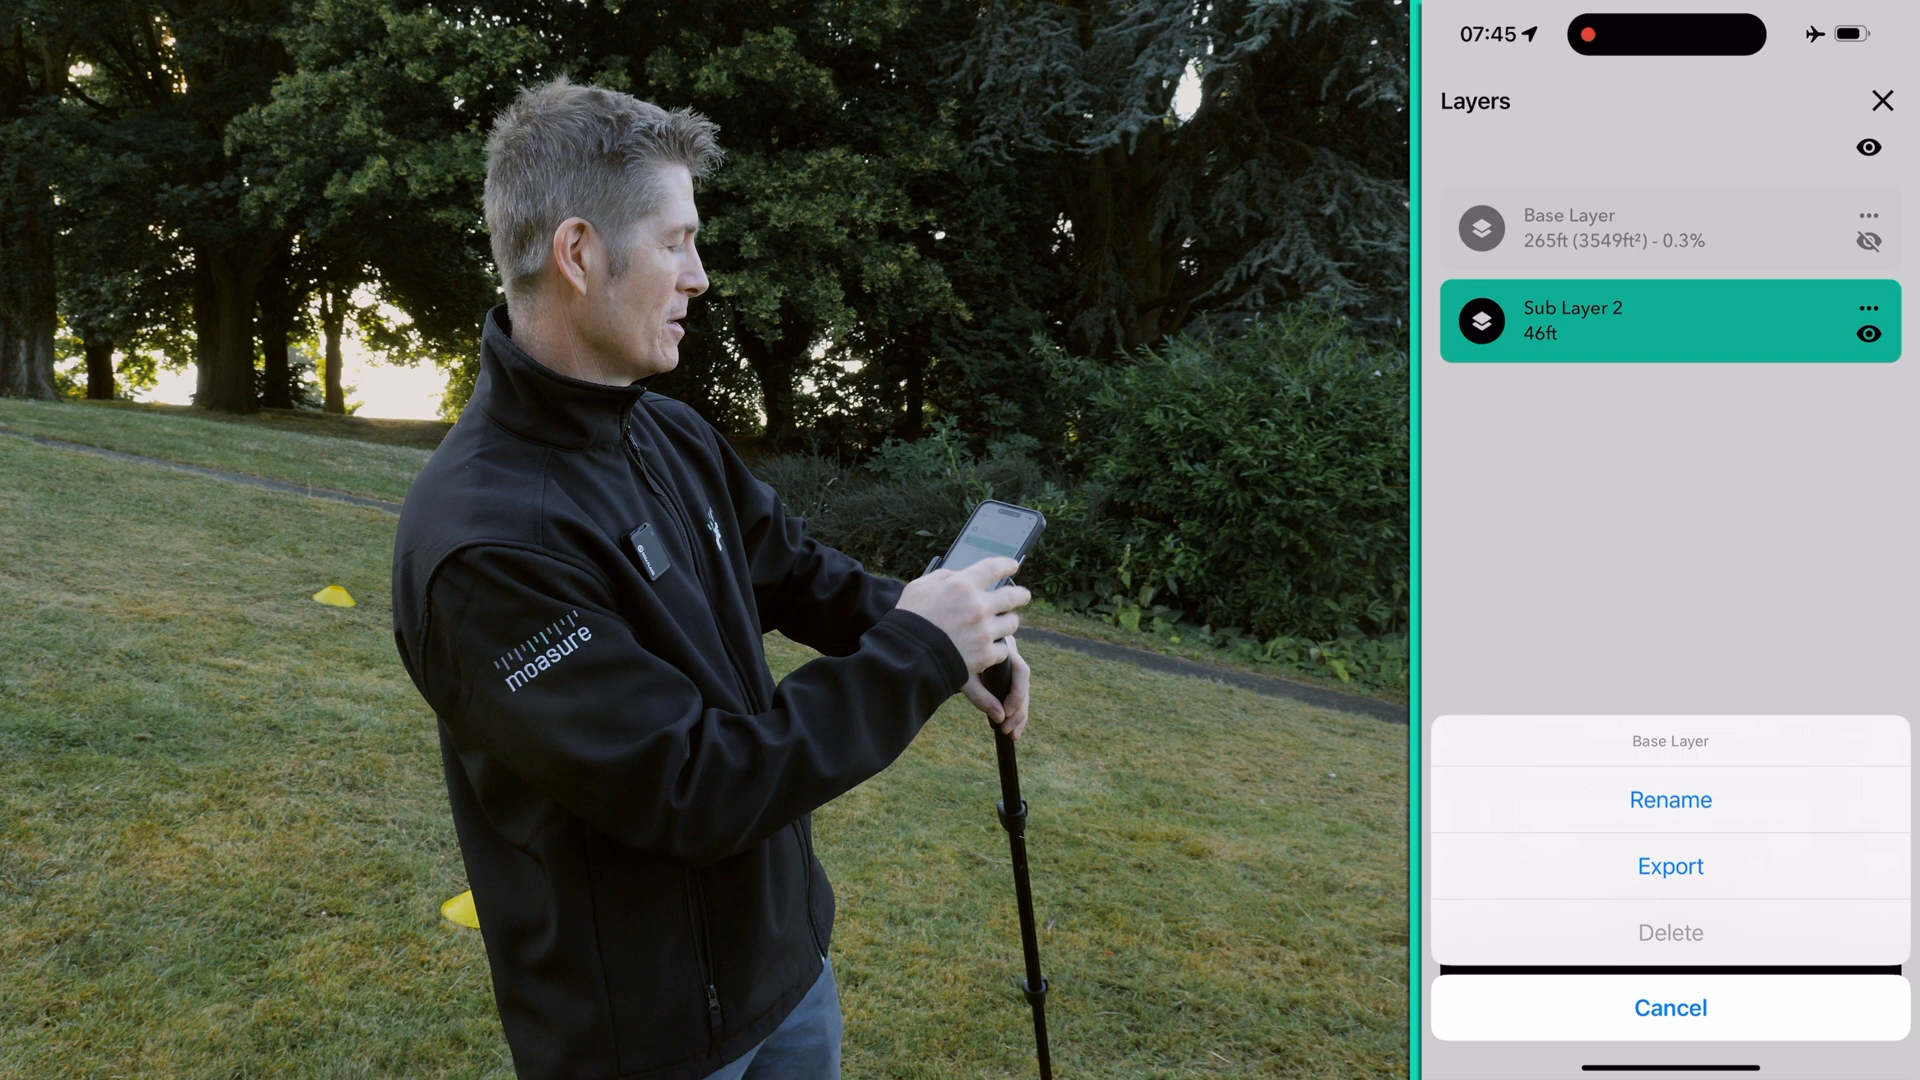 moasure
07:45
Layers
Base Layer
265ft (3549ft²) - 0.3%
Sub Layer 2
46ft
Base Layer
Rename
Export
Delete
Cancel